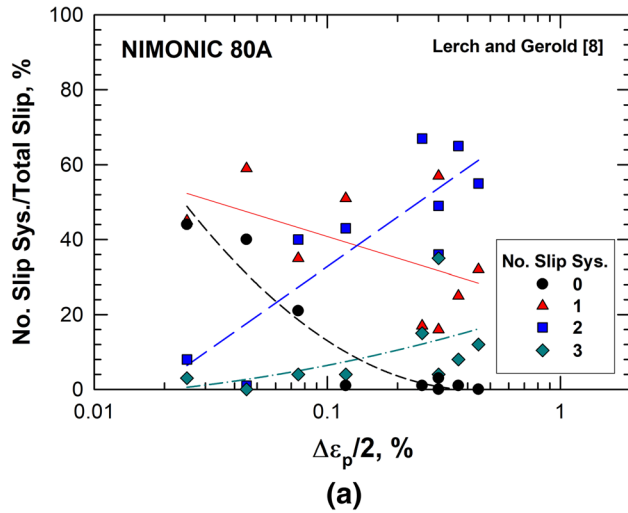 NIMONIC 80A
Lerch and Gerold [8]
No. Slip Sys./Total Slip, %
100
80
60
40
20
0
No. Slip Sys.
0
1
2
3
0.01
0.1
1
Δεp/2, %
(a)